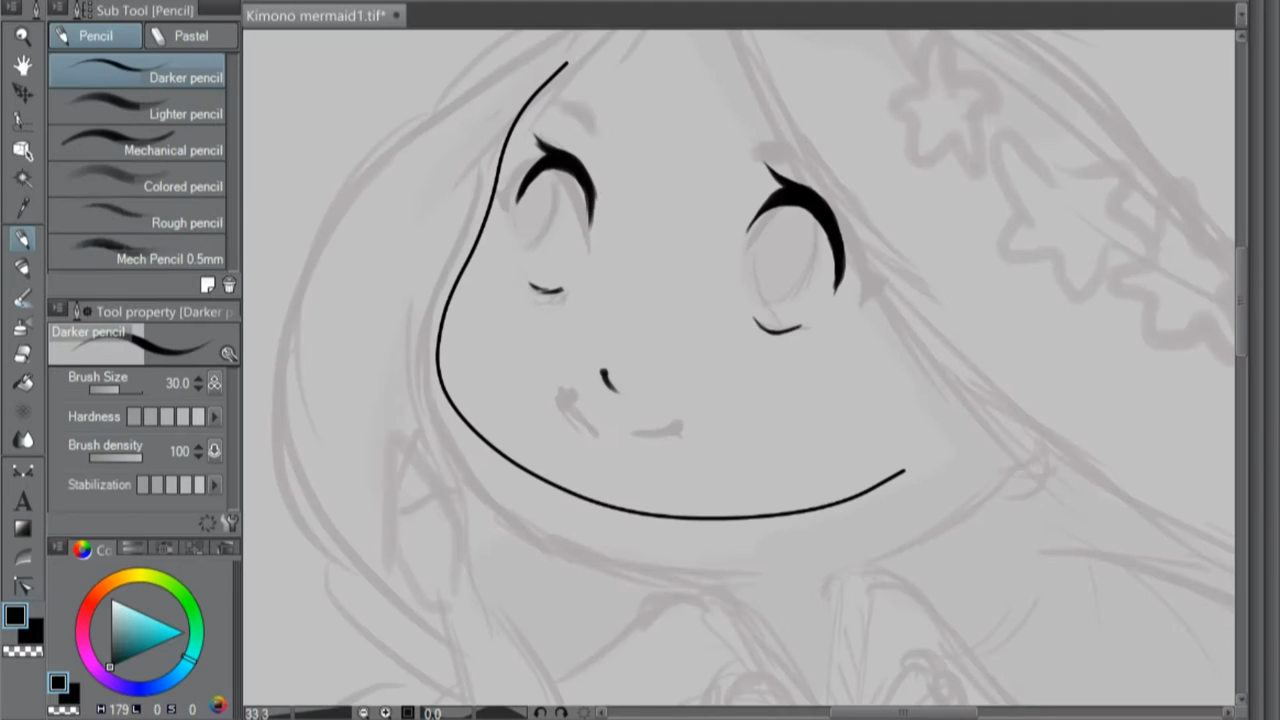 Sub Tool [Pencil]
Kimono mermaid1.tif*
Pencil
Pastel
Darker pencil
Lighter pencil
Mechanical pencil
Colored pencil
Rough pencil
Mech Pencil 0.5mm
Tool property [Darker p
Darker pencil
Brush Size
30.0
Hardness
Brush density
100
Stabilization
Co
H 179 L 0 S 0
33.3
0.0